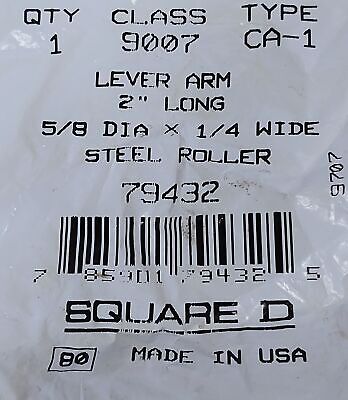 QTY CLASS TYPE
1 9007 CA-1
LEVER ARM
2" LONG
5/8 DIA × 1/4 WIDE
STEEL ROLLER
79432
9707
7 85901 79432 5
SQUARE D
80 MADE IN USA